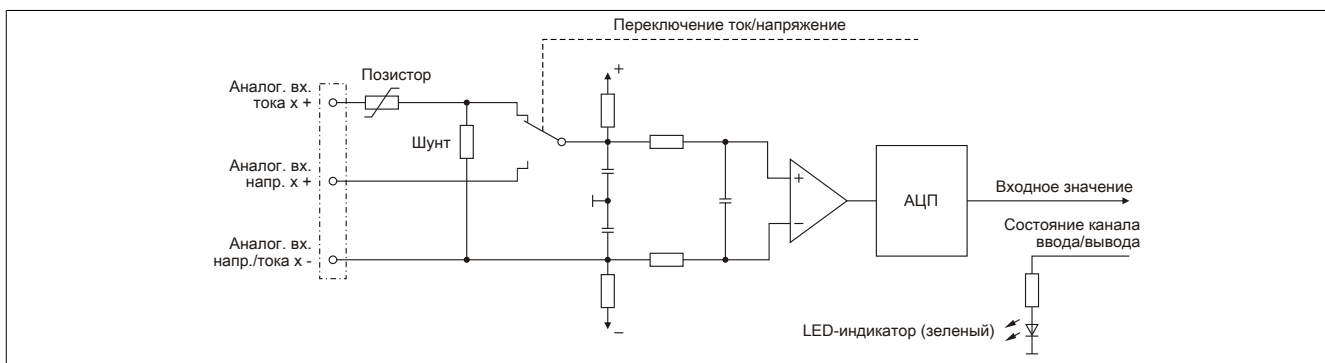 Переключение ток/напряжение
Позистор
Аналог. вх.
тока x +
+
Шунт
Аналог. вх.
напр. x +
+
−
АЦП
Входное значение
Состояние канала
ввода/вывода
Аналог. вх.
напр./тока x -
−
LED-индикатор (зеленый)